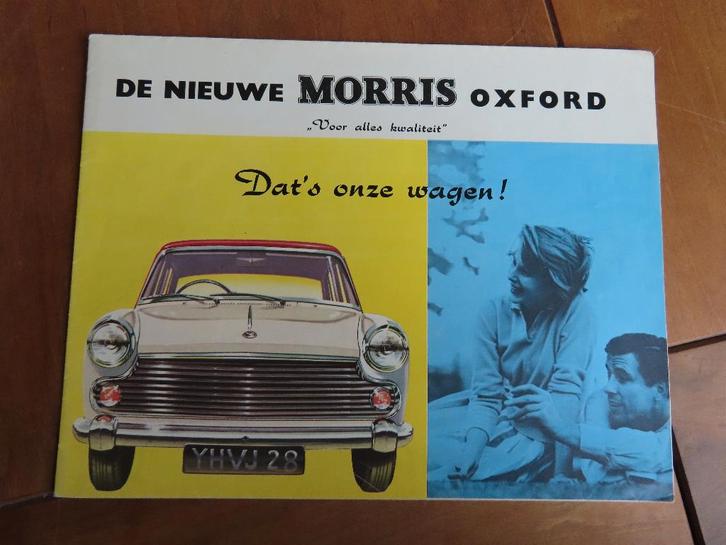 DE NIEUWE MORRIS OXFORD
„Voor alles kwaliteit”
Dat's onze wagen!
YHVJ 28